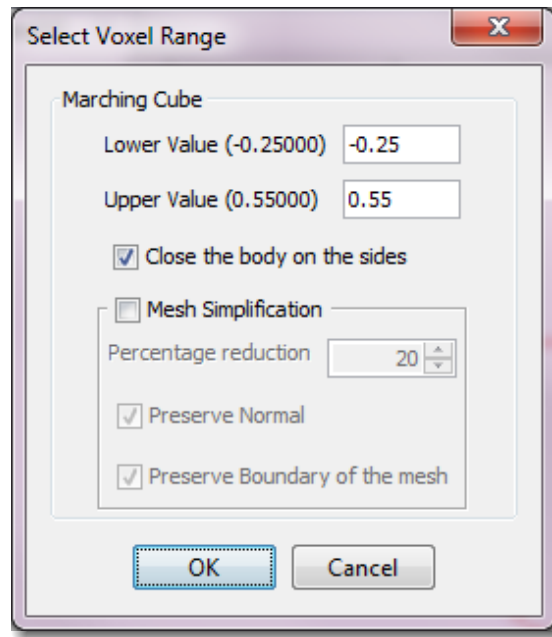 Select Voxel Range
Marching Cube
Lower Value (-0.25000) -0.25
Upper Value (0.55000) 0.55
Close the body on the sides
Mesh Simplification
Percentage reduction 20
Preserve Normal
Preserve Boundary of the mesh
OK Cancel